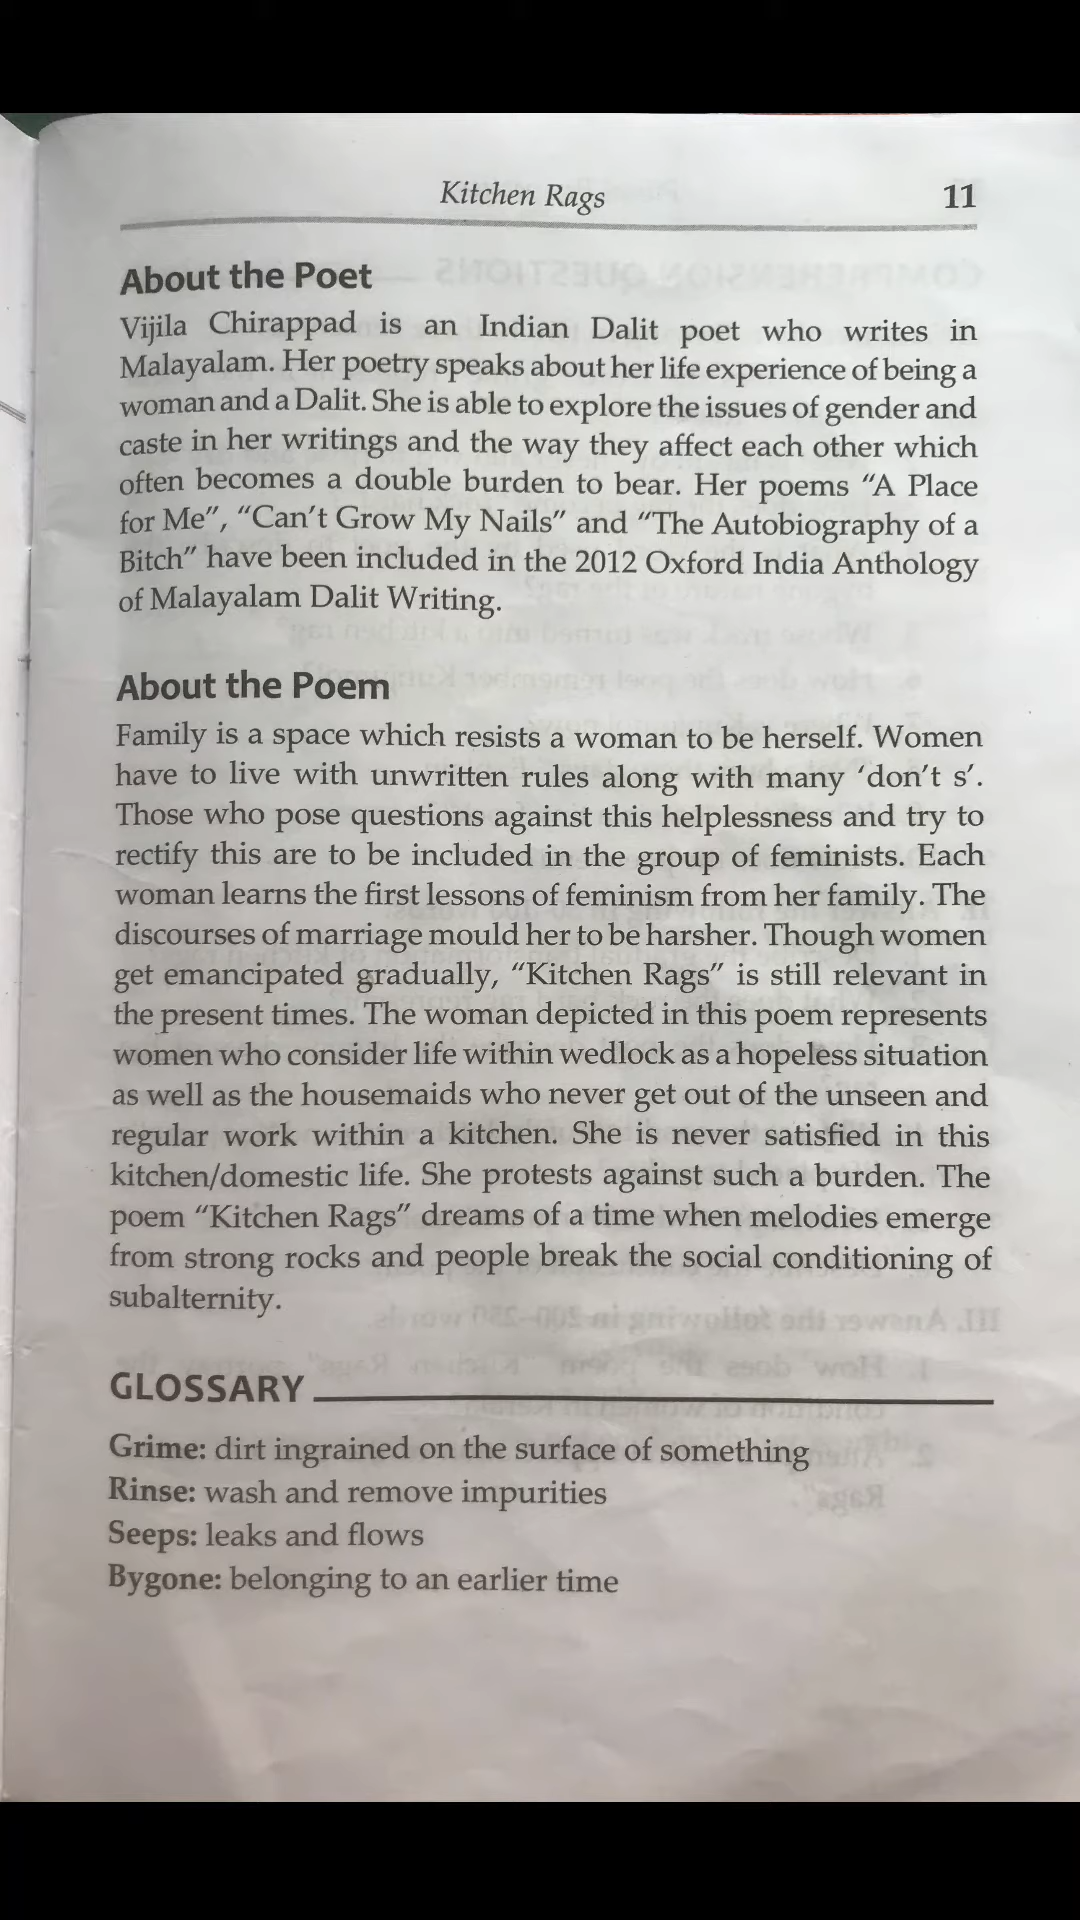 Kitchen Rags 11
About the Poet
Vijila Chirappad is an Indian Dalit poet who writes in
Malayalam. Her poetry speaks about her life experience of being a
woman and a Dalit. She is able to explore the issues of gender and
caste in her writings and the way they affect each other which
often becomes a double burden to bear. Her poems “A Place
for Me”, “Can’t Grow My Nails” and “The Autobiography of a
Bitch” have been included in the 2012 Oxford India Anthology
of Malayalam Dalit Writing.
About the Poem
Family is a space which resists a woman to be herself. Women
have to live with unwritten rules along with many ‘don’t s’.
Those who pose questions against this helplessness and try to
rectify this are to be included in the group of feminists. Each
woman learns the first lessons of feminism from her family. The
discourses of marriage mould her to be harsher. Though women
get emancipated gradually, “Kitchen Rags” is still relevant in
the present times. The woman depicted in this poem represents
women who consider life within wedlock as a hopeless situation
as well as the housemaids who never get out of the unseen and
regular work within a kitchen. She is never satisfied in this
kitchen/domestic life. She protests against such a burden. The
poem “Kitchen Rags” dreams of a time when melodies emerge
from strong rocks and people break the social conditioning of
subalternity.
GLOSSARY
Grime: dirt ingrained on the surface of something
Rinse: wash and remove impurities
Seeps: leaks and flows
Bygone: belonging to an earlier time